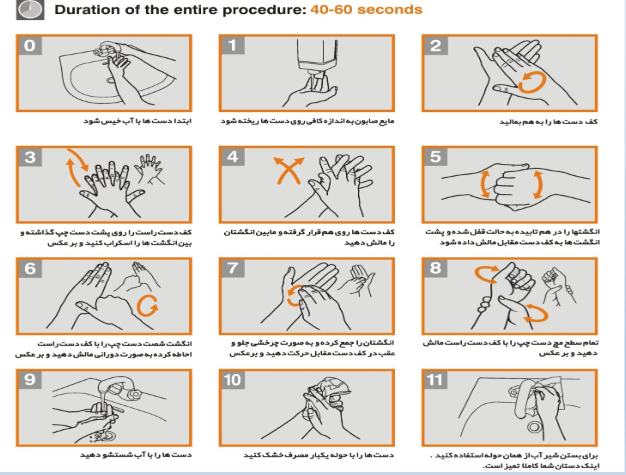 Duration of the entire procedure: 40-60 seconds
0
1
2
ابتدا دست ها با آب خیس شود
مایع صابون به اندازه کافی روی دست ها ریخته شود
کف دست ها را به هم بمالید
3
4
5
کف دست راست را روی پشت دست چپ گذاشته و
بین انگشت ها را اسکراب کنید و بر عکس
کف دست ها روی هم قرار گرفته و مابین انگشتان
را مالش دهید
انگشتها را در هم تابیده به حالت قفل شده و پشت
انگشت ها به کف دست مقابل مالش داده شود
6
7
8
انگشت شصت دست چپ را با کف دست راست
احاطه کرده به صورت دورانی مالش دهید و بر عکس
انگشتان را جمع کرده و به صورت چرخشی جلو و
عقب در کف دست مقابل حرکت دهید و برعکس
تمام سطح مچ دست چپ را با کف دست راست مالش
دهید و بر عکس
9
10
11
دست ها را با آب شستشو دهید
دست ها را با حوله یکبار مصرف خشک کنید
برای بستن شیر آب از همان حوله استفاده کنید .
اینک دستان شما کاملا تمیز است.